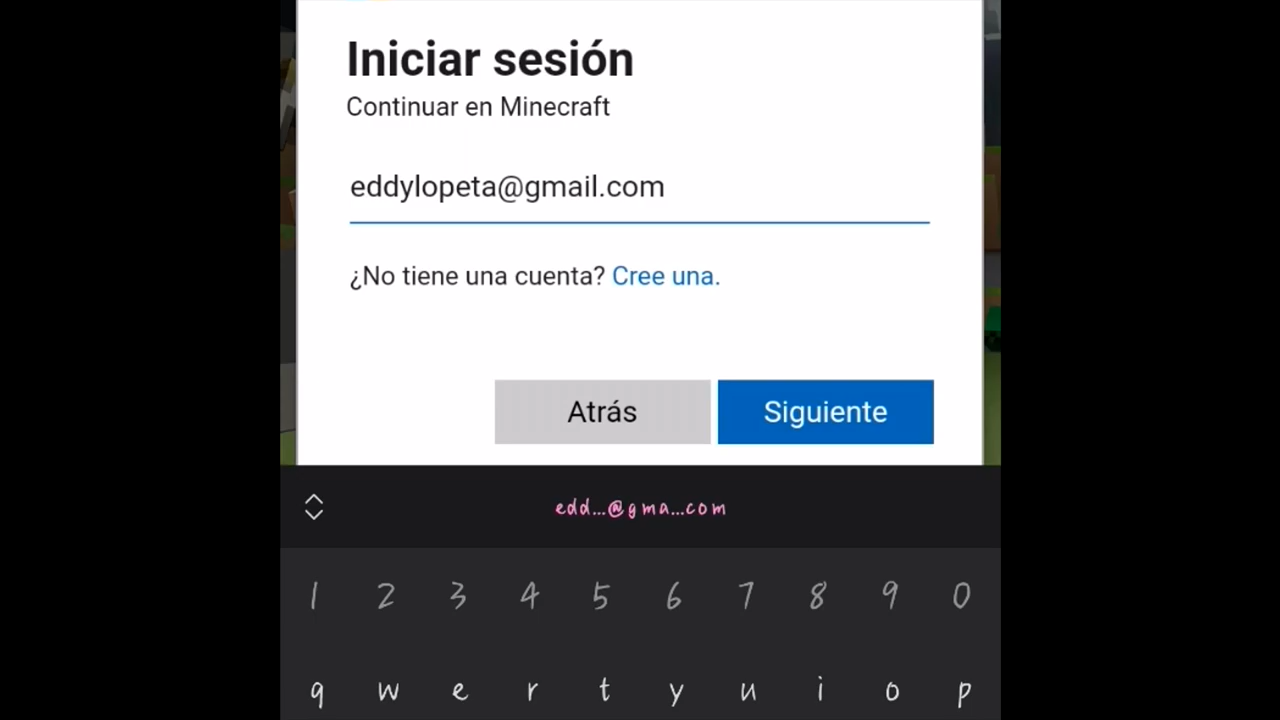 Iniciar sesión
Continuar en Minecraft
eddylopeta@gmail.com
¿No tiene una cuenta? Cree una.
Atrás Siguiente
edd...@gma...com
1 2 3 4 5 6 7 8 9 0
q w e r t y u i o p